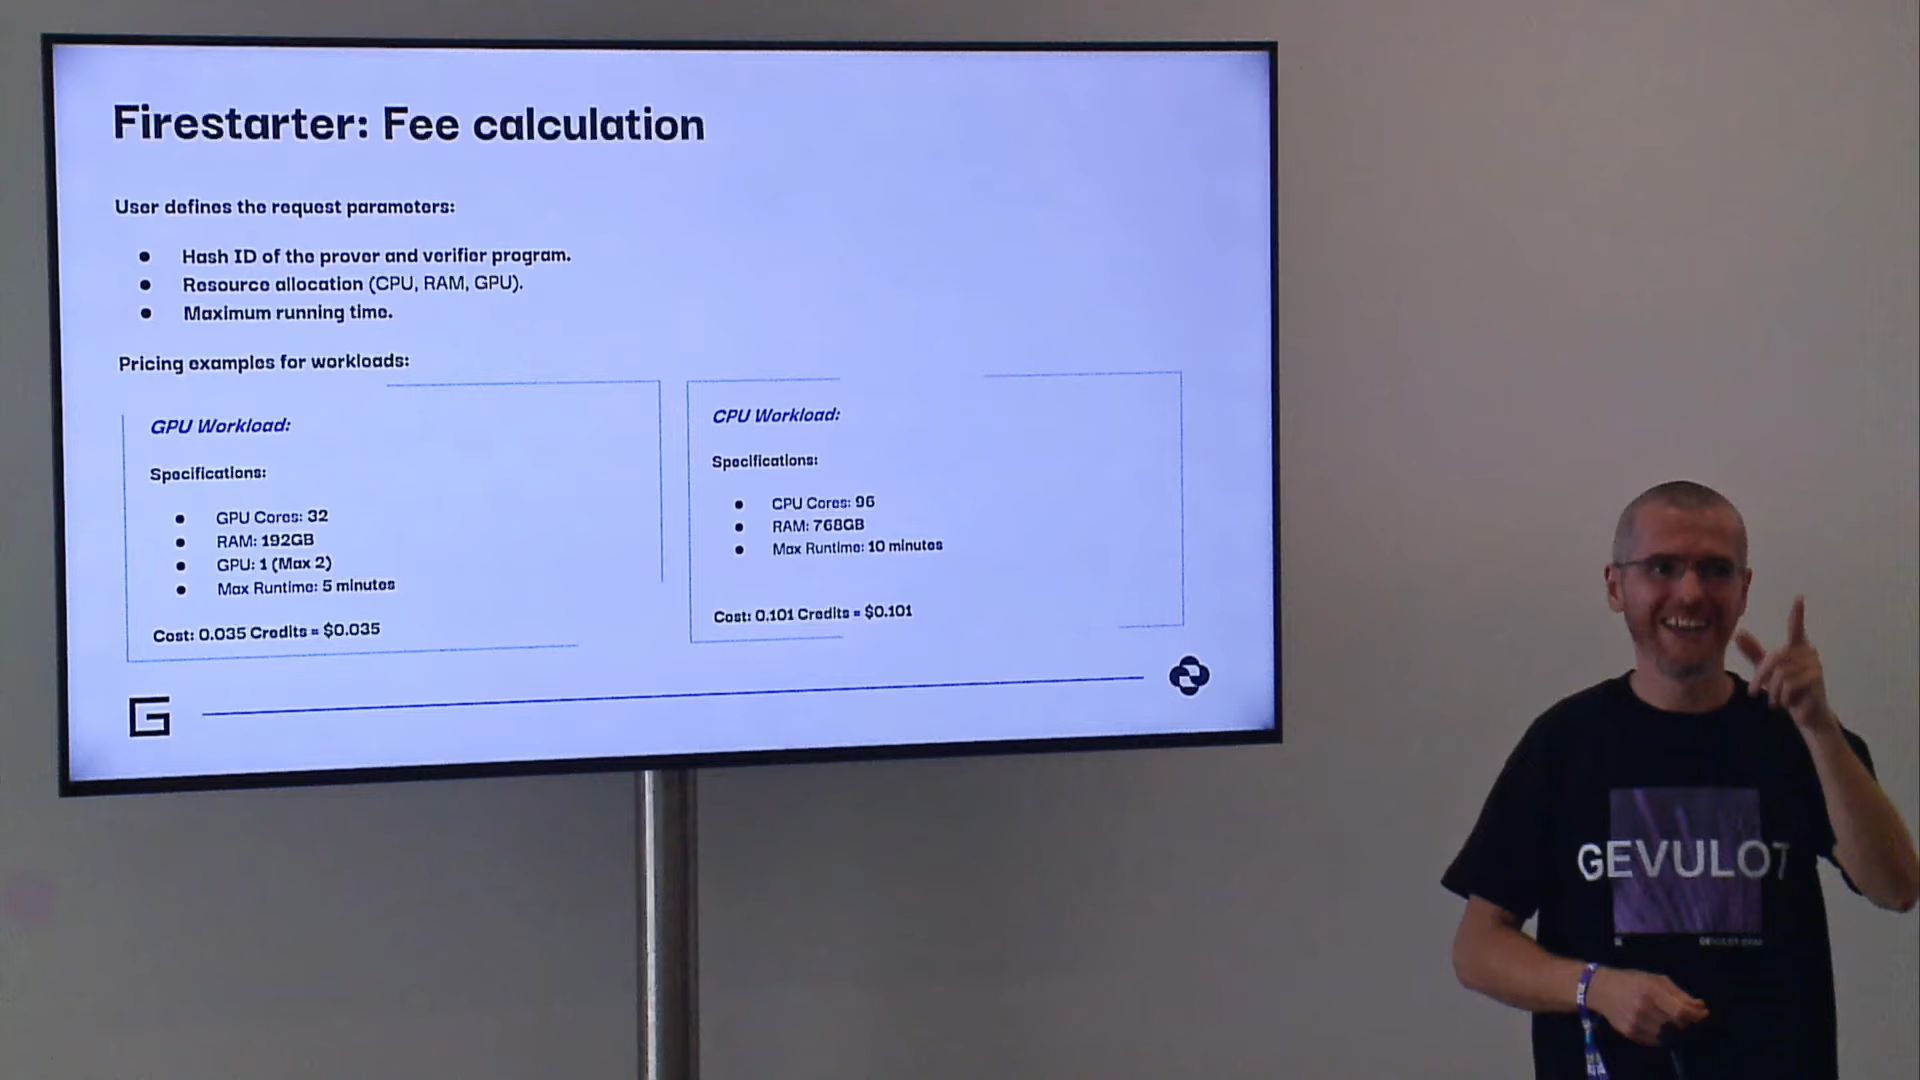 Firestarter: Fee calculation
User defines the request parameters:
● Hash ID of the prover and verifier program.
● Resource allocation (CPU, RAM, GPU).
● Maximum running time.
Pricing examples for workloads:
GPU Workload:
Specifications:
● GPU Cores: 32
● RAM: 192GB
● GPU: 1 (Max 2)
● Max Runtime: 5 minutes
Cost: 0.035 Credits = $0.035
CPU Workload:
Specifications:
● CPU Cores: 96
● RAM: 768GB
● Max Runtime: 10 minutes
Cost: 0.101 Credits = $0.101
GEVULOT